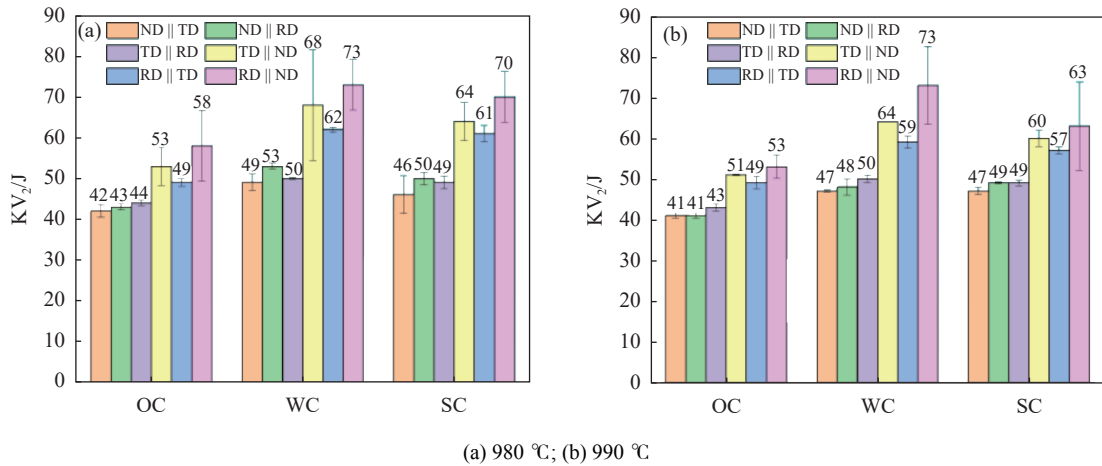 90
80
70
60
50
40
30
20
10
0
KV2/J
(a)
ND || TD
ND || RD
TD || RD
TD || ND
RD || TD
RD || ND
42 43 44 53 49 58
49 53 50 68 62 73
46 50 49 64 61 70
OC WC SC
90
80
70
60
50
40
30
20
10
0
KV2/J
(b)
ND || TD
ND || RD
TD || RD
TD || ND
RD || TD
RD || ND
41 41 43 51 49 53
47 48 50 64 59 73
47 49 49 60 57 63
OC WC SC
(a) 980 ℃; (b) 990 ℃